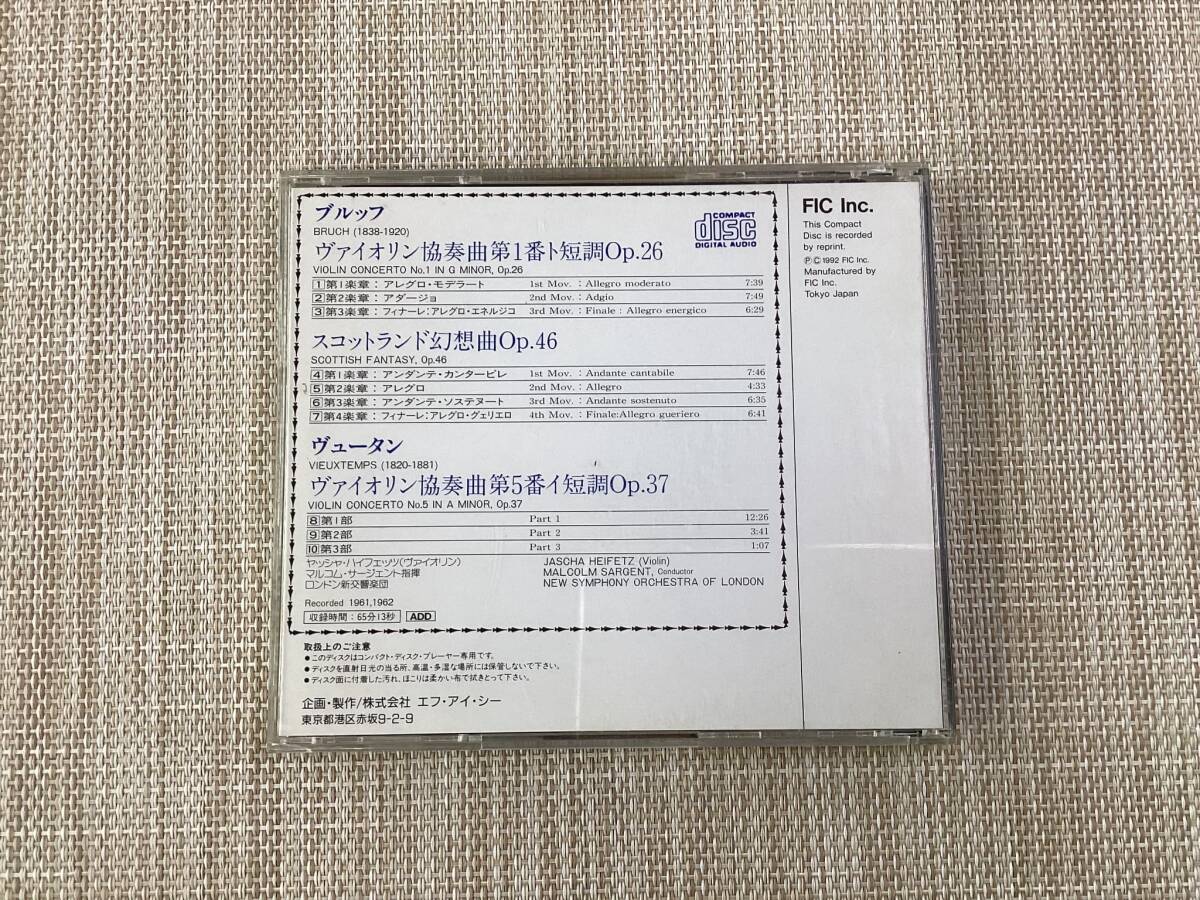 ブルッフ
BRUCH (1838-1920)
COMPACT
disc
DIGITAL AUDIO
ヴァイオリン協奏曲第1番ト短調Op.26
VIOLIN CONCERTO No.1 IN G MINOR, Op.26
1 第1楽章：アレグロ・モデラート 1st Mov.：Allegro moderato 7:39
2 第2楽章：アダージョ 2nd Mov.：Adgio 7:49
3 第3楽章：フィナーレ：アレグロ・エネルジコ 3rd Mov.：Finale：Allegro energico 6:29
スコットランド幻想曲Op.46
SCOTTISH FANTASY, Op.46
4 第1楽章：アンダンテ・カンタービレ 1st Mov.：Andante cantabile 7:46
5 第2楽章：アレグロ 2nd Mov.：Allegro 4:33
6 第3楽章：アンダンテ・ソステヌート 3rd Mov.：Andante sostenuto 6:35
7 第4楽章：フィナーレ：アレグロ・グェリエロ 4th Mov.：Finale:Allegro gueriero 6:41
ヴュータン
VIEUXTEMPS (1820-1881)
ヴァイオリン協奏曲第5番イ短調Op.37
VIOLIN CONCERTO No.5 IN A MINOR, Op.37
8 第1部 Part 1 12:26
9 第2部 Part 2 3:41
10 第3部 Part 3 1:07
ヤッシャ・ハイフェッツ(ヴァイオリン) JASCHA HEIFETZ (Violin)
マルコム・サージェント指揮 MALCOLM SARGENT, Conductor
ロンドン新交響楽団 NEW SYMPHONY ORCHESTRA OF LONDON
Recorded 1961,1962
収録時間：65分13秒 ADD
取扱上のご注意
●このディスクはコンパクト・ディスク・プレーヤー専用です。
●ディスクを直射日光の当る所、高温・多湿な場所には保管しないで下さい。
●ディスク面に付着した汚れ、ほこりは柔かい布で拭きとって下さい。
企画・製作/株式会社 エフ・アイ・シー
東京都港区赤坂9-2-9
FIC Inc.
This Compact
Disc is recorded
by reprint.
ⓅⒸ1992 FIC Inc.
Manufactured by
FIC Inc.
Tokyo Japan